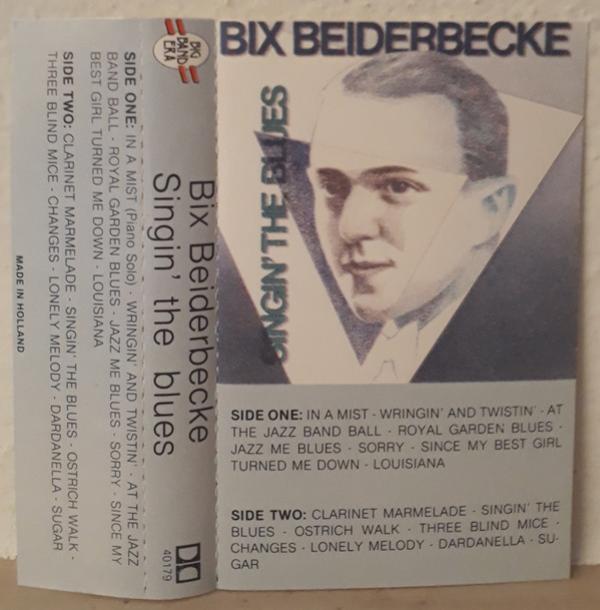 BIX BEIDERBECKE
SINGIN' THE BLUES
SIDE ONE: IN A MIST · WRINGIN' AND TWISTIN' · AT
THE JAZZ BAND BALL · ROYAL GARDEN BLUES ·
JAZZ ME BLUES · SORRY · SINCE MY BEST GIRL
TURNED ME DOWN · LOUISIANA
SIDE TWO: CLARINET MARMELADE · SINGIN' THE
BLUES · OSTRICH WALK · THREE BLIND MICE ·
CHANGES · LONELY MELODY · DARDANELLA · SU-
GAR
BIG
BAND
ERA
Bix Beiderbecke
Singin' the blues
40179
SIDE ONE: IN A MIST (Piano Solo) · WRINGIN' AND TWISTIN' · AT THE JAZZ
BAND BALL · ROYAL GARDEN BLUES · JAZZ ME BLUES · SORRY · SINCE MY
BEST GIRL TURNED ME DOWN · LOUISIANA
SIDE TWO: CLARINET MARMELADE · SINGIN' THE BLUES · OSTRICH WALK ·
THREE BLIND MICE · CHANGES · LONELY MELODY · DARDANELLA · SUGAR
MADE IN HOLLAND